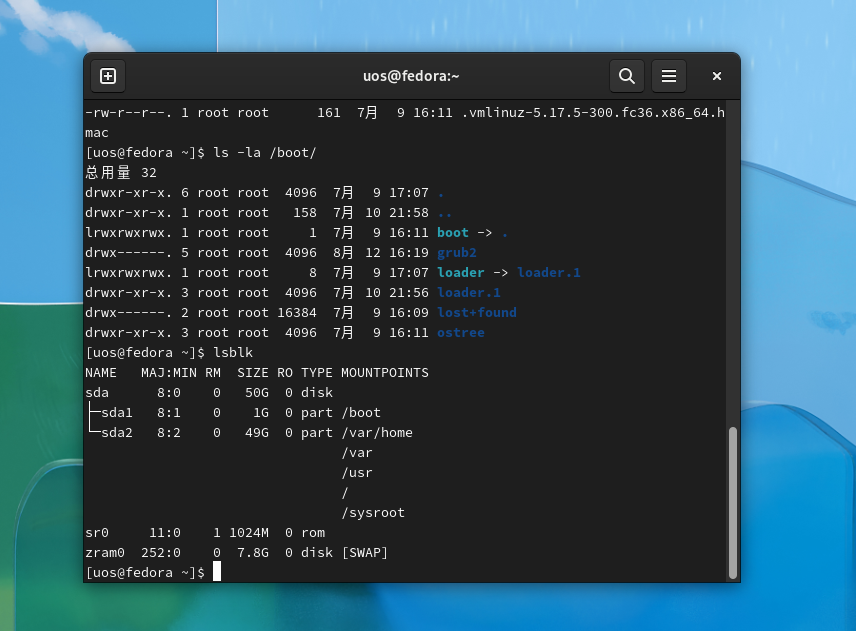 uos@fedora:~
-rw-r--r--. 1 root root      161  7月   9 16:11 .vmlinuz-5.17.5-300.fc36.x86_64.h
mac
[uos@fedora ~]$ ls -la /boot/
总用量 32
drwxr-xr-x. 6 root root  4096  7月   9 17:07 .
drwxr-xr-x. 1 root root   158  7月  10 21:58 ..
lrwxrwxrwx. 1 root root     1  7月   9 16:11 boot -> .
drwx------. 5 root root  4096  8月  12 16:19 grub2
lrwxrwxrwx. 1 root root     8  7月   9 17:07 loader -> loader.1
drwxr-xr-x. 3 root root  4096  7月  10 21:56 loader.1
drwx------. 2 root root 16384  7月   9 16:09 lost+found
drwxr-xr-x. 3 root root  4096  7月   9 16:11 ostree
[uos@fedora ~]$ lsblk
NAME   MAJ:MIN RM  SIZE RO TYPE MOUNTPOINTS
sda      8:0    0   50G  0 disk
├─sda1   8:1    0    1G  0 part /boot
└─sda2   8:2    0   49G  0 part /var/home
                                /var
                                /usr
                                /
                                /sysroot
sr0     11:0    1 1024M  0 rom
zram0  252:0    0  7.8G  0 disk [SWAP]
[uos@fedora ~]$